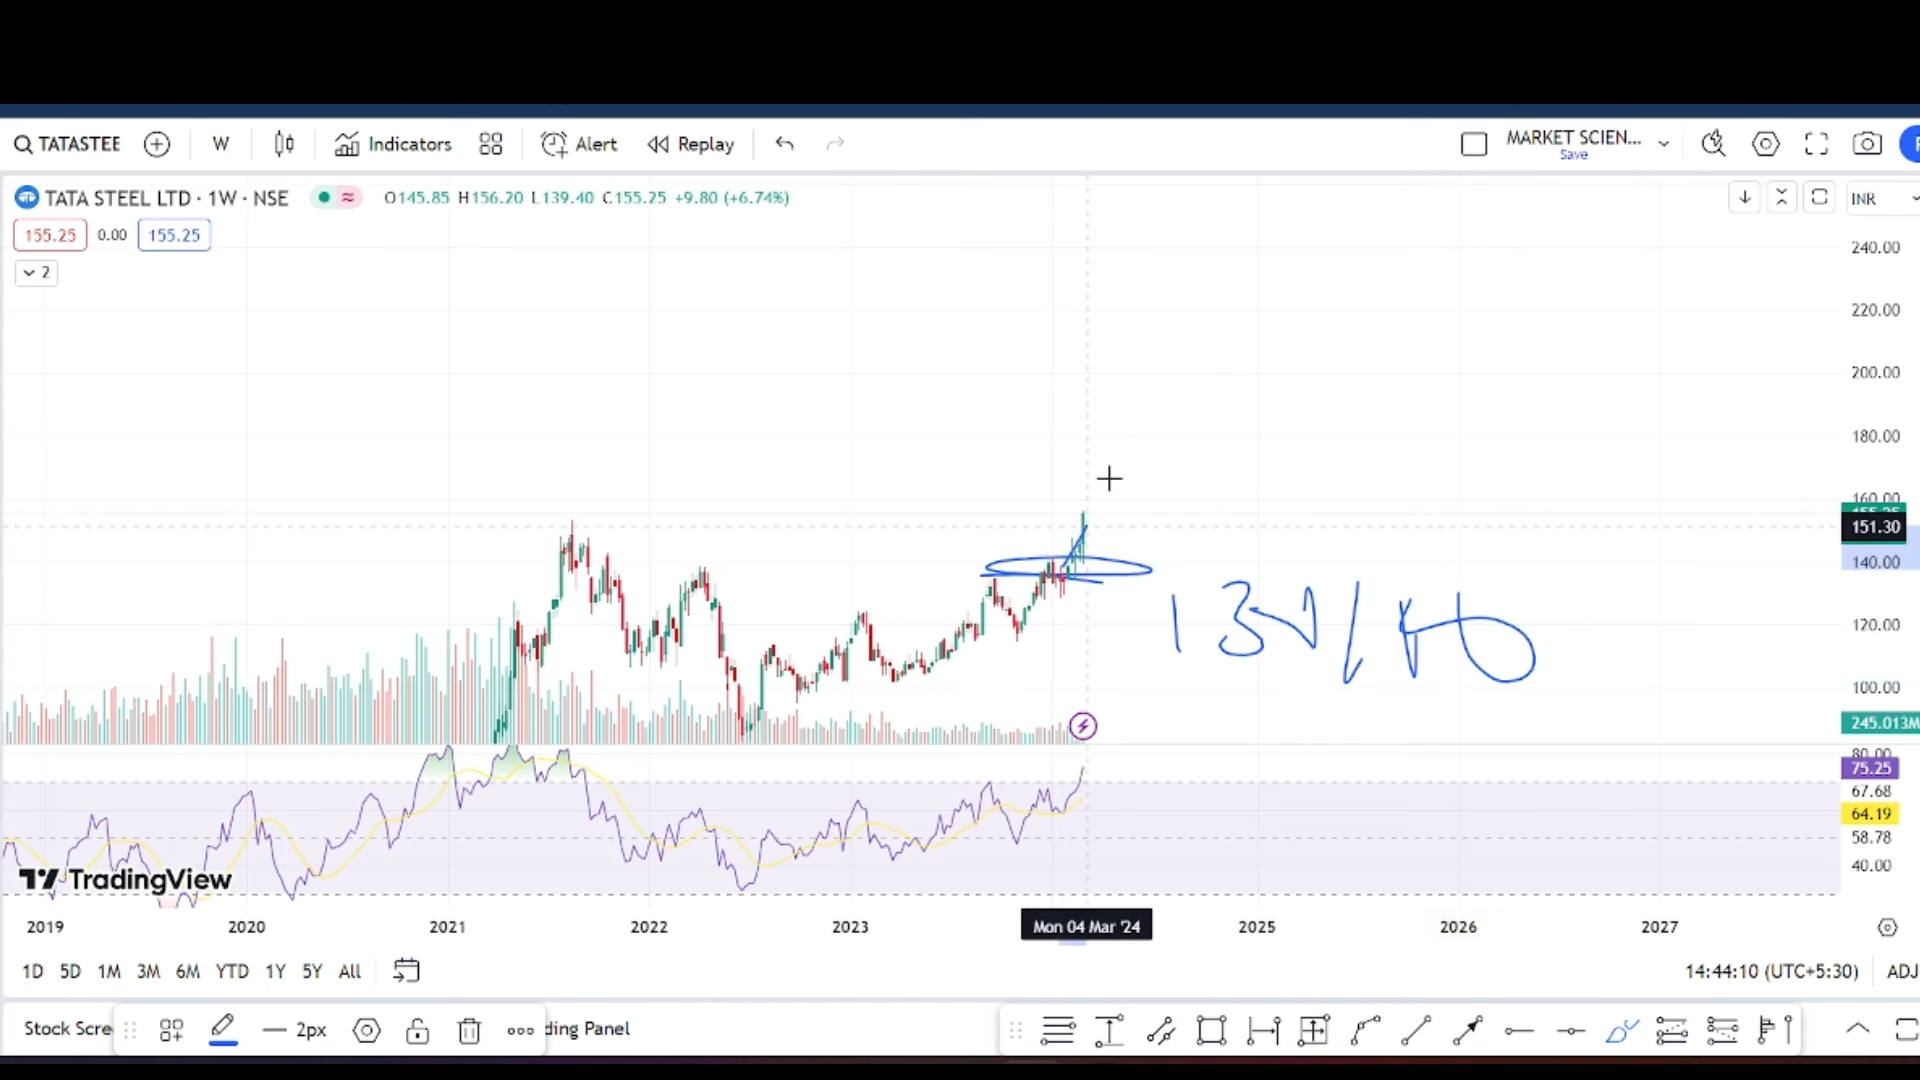 TATASTEE W Indicators Alert Replay MARKET SCIEN...
Save
TATA STEEL LTD · 1W · NSE O145.85 H156.20 L139.40 C155.25 +9.80 (+6.74%) INR
155.25 0.00 155.25
2
240.00
220.00
200.00
180.00
160.00
151.30
140.00
120.00
100.00
245.013M
80.00
75.25
67.68
64.19
58.78
40.00
TradingView
2019 2020 2021 2022 2023 Mon 04 Mar '24 2025 2026 2027
1D 5D 1M 3M 6M YTD 1Y 5Y All 14:44:10 (UTC+5:30) ADJ
Stock Scre 2px ding Panel